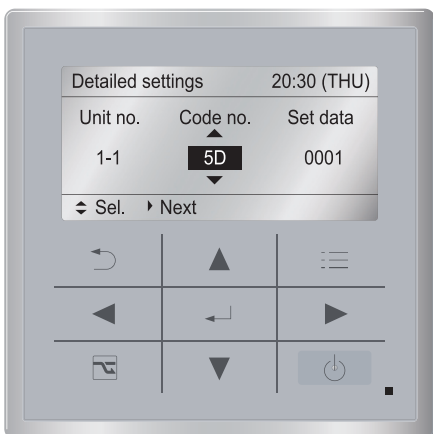 Detailed settings 20:30 (THU)
Unit no. Code no. Set data
1-1 5D 0001
Sel. Next